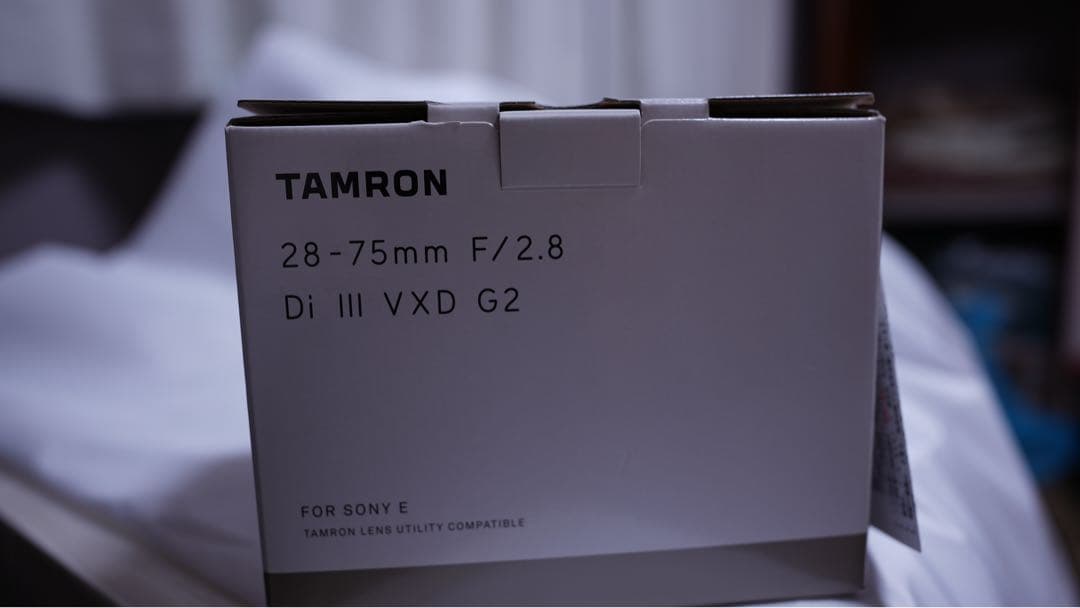 TAMRON
28-75mm F/2.8
Di III VXD G2
FOR SONY E
TAMRON LENS UTILITY COMPATIBLE